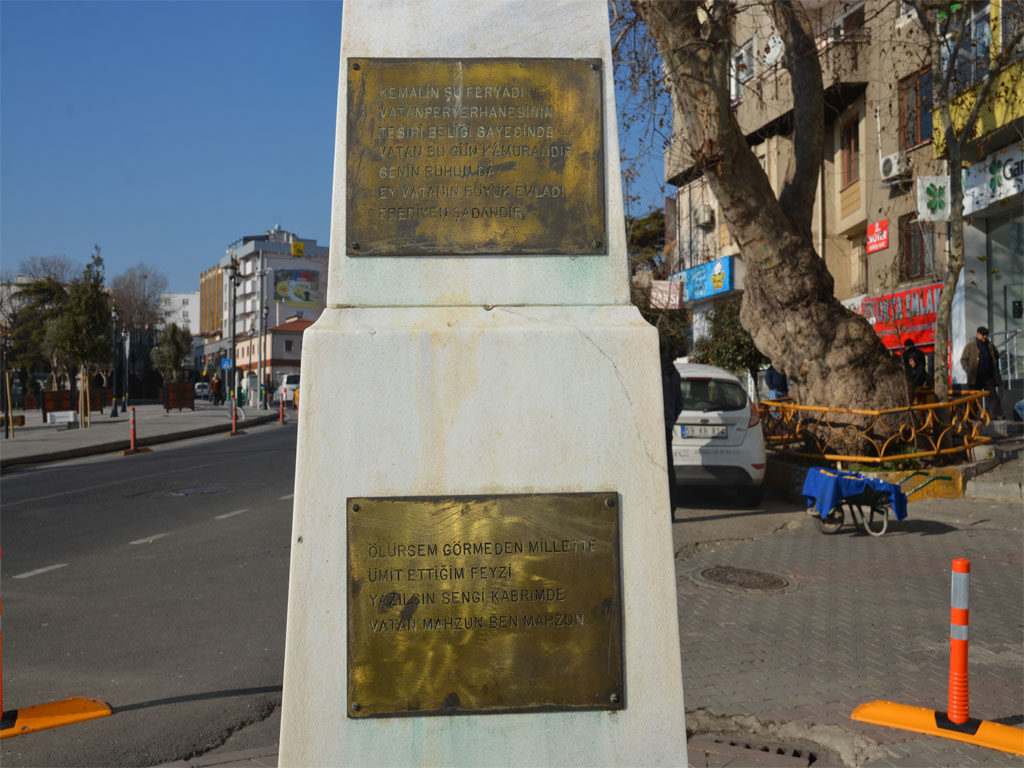 KEMALİN ŞU FERYADI
VATANPERVERHANESİNİN
TESİRİ BELİĞİ SAYESİNDE
VATAN BU GÜN KAMURANDIR
SENİN RUHUN DA
EY VATANIN BÜYÜK EVLADI
EBEDİYEN ŞADANDIR
ÖLÜRSEM GÖRMEDEN MİLLETTE
ÜMİT ETTİĞİM FEYZİ
YAZILSIN SENGİ KABRİMDE
VATAN MAHZUN BEN MAHZUN
NOTER